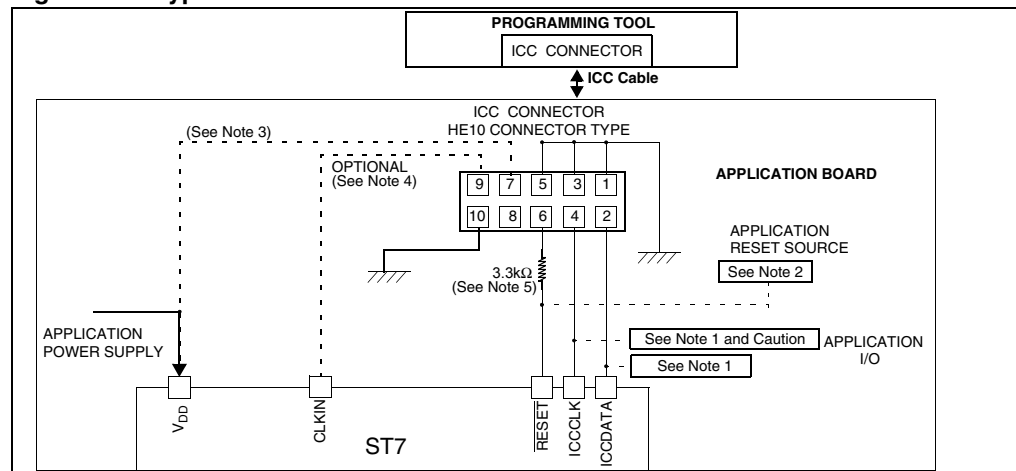 PROGRAMMING TOOL
ICC CONNECTOR
ICC Cable
ICC CONNECTOR
HE10 CONNECTOR TYPE
(See Note 3)
OPTIONAL
(See Note 4)
9 7 5 3 1
10 8 6 4 2
APPLICATION BOARD
APPLICATION
RESET SOURCE
See Note 2
3.3kΩ
(See Note 5)
APPLICATION
POWER SUPPLY
See Note 1 and Caution
See Note 1
APPLICATION
I/O
VDD
CLKIN
RESET
ICCCLK
ICCDATA
ST7